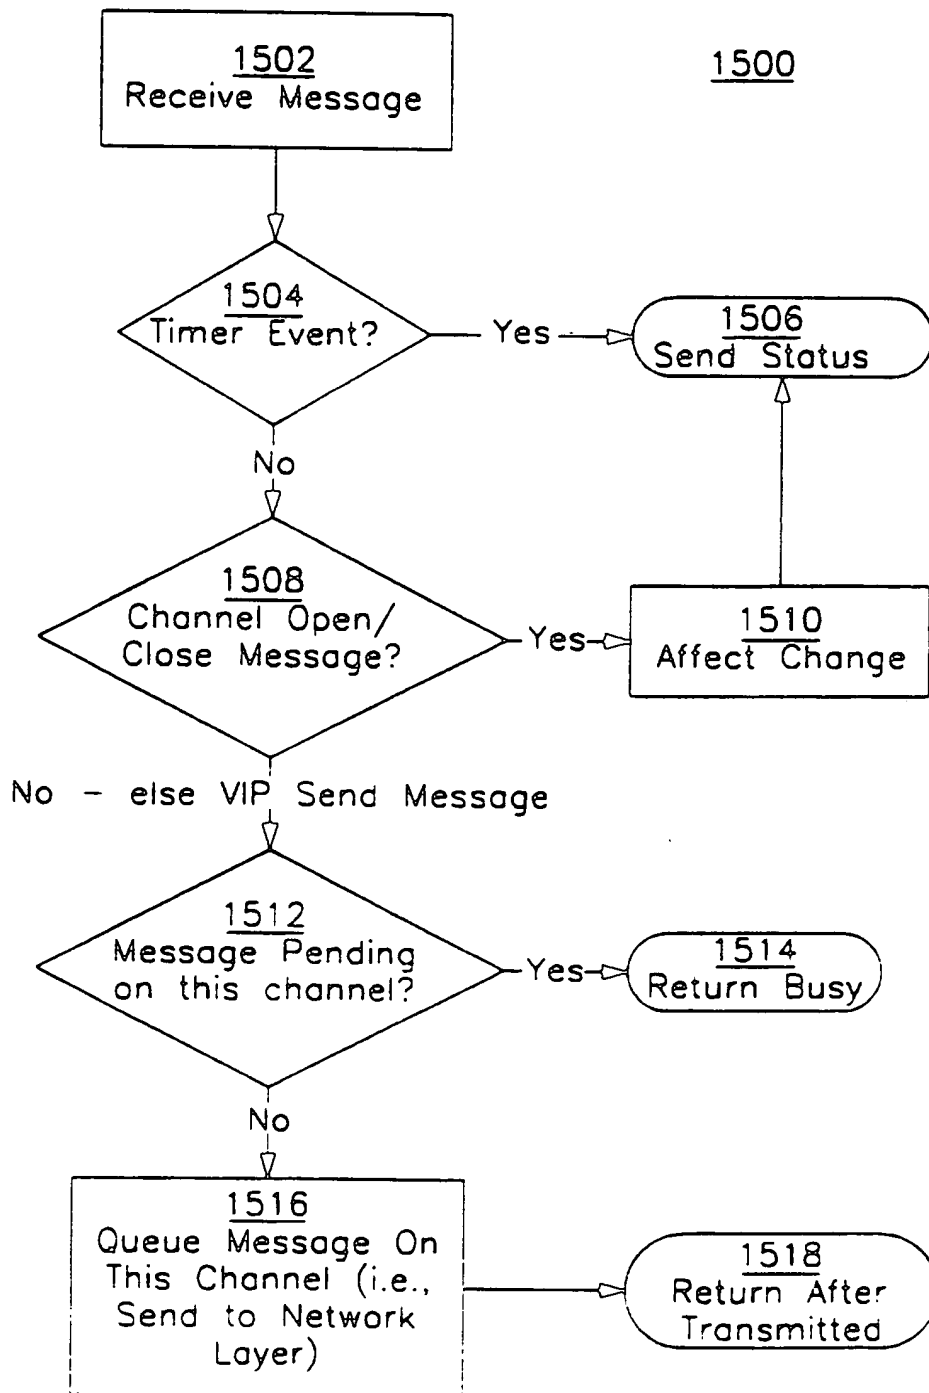 1502
Receive Message
1500
1504
Timer Event?
Yes
1506
Send Status
No
1508
Channel Open/
Close Message?
Yes
1510
Affect Change
No - else VIP Send Message
1512
Message Pending
on this channel?
Yes
1514
Return Busy
No
1516
Queue Message On
This Channel (i.e.,
Send to Network
Layer)
1518
Return After
Transmitted